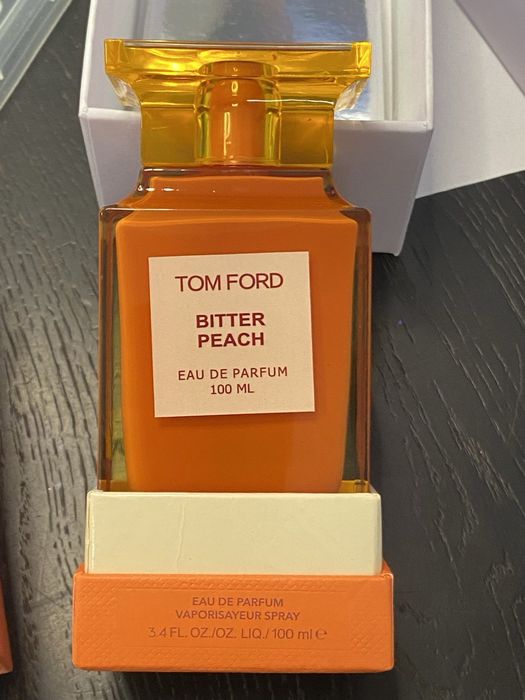 TOM FORD
BITTER
PEACH
EAU DE PARFUM
100 ML
EAU DE PARFUM
VAPORISAYEUR SPRAY
3.4 FL. OZ./OZ. LIQ./ 100 ml ℮